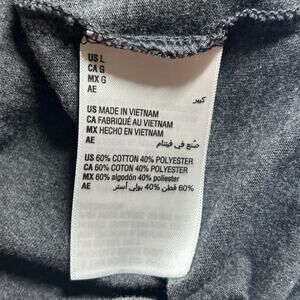 US L
CA G
MX G
AE كبير
US MADE IN VIETNAM
CA FABRIQUÉ AU VIETNAM
MX HECHO EN VIETNAM
AE صُنع في فيتنام
US 60% COTTON 40% POLYESTER
CA 60% COTON 40% POLYESTER
MX 60% algodón 40% poliéster
AE 60% قطن 40% بولي أستر